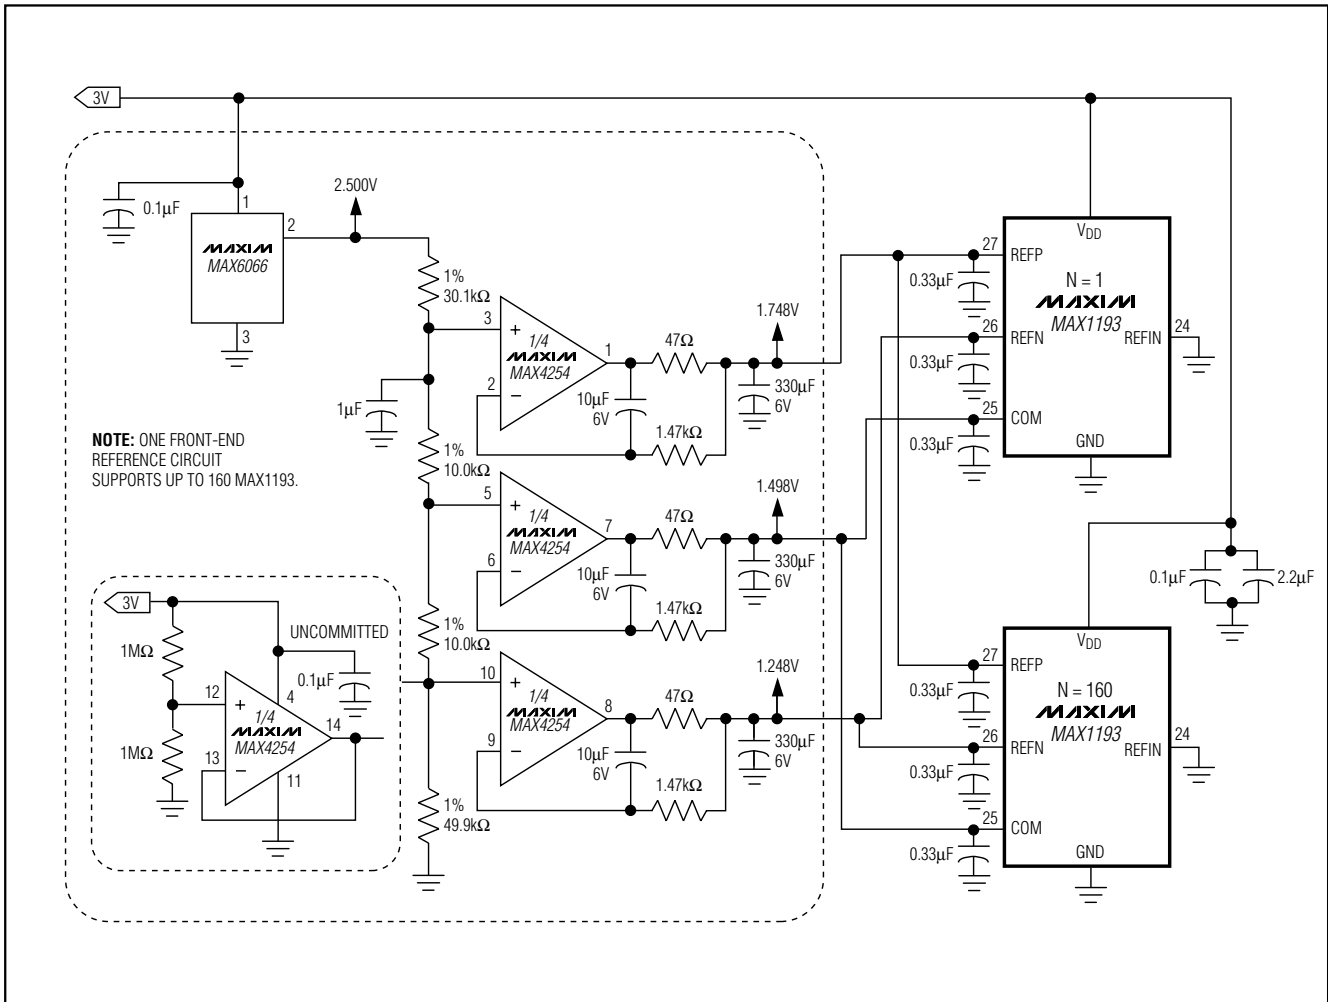 3V
0.1μF
1
2
3
MAXIM
MAX6066
2.500V
1%
30.1kΩ
1μF
1%
10.0kΩ
1%
10.0kΩ
1%
49.9kΩ
NOTE: ONE FRONT-END
REFERENCE CIRCUIT
SUPPORTS UP TO 160 MAX1193.
3V
UNCOMMITTED
1MΩ
1MΩ
0.1μF
12
13
4
14
11
+
−
1/4
MAXIM
MAX4254
3
2
1
+
−
1/4
MAXIM
MAX4254
47Ω
10μF
6V
1.47kΩ
1.748V
330μF
6V
5
6
7
+
−
1/4
MAXIM
MAX4254
47Ω
10μF
6V
1.47kΩ
1.498V
330μF
6V
10
9
8
+
−
1/4
MAXIM
MAX4254
47Ω
10μF
6V
1.47kΩ
1.248V
330μF
6V
VDD
27
REFP
0.33μF
N = 1
MAXIM
MAX1193
26
REFN
0.33μF
REFIN
24
25
COM
0.33μF
GND
0.1μF
2.2μF
VDD
27
REFP
0.33μF
N = 160
MAXIM
MAX1193
26
REFN
0.33μF
REFIN
24
25
COM
0.33μF
GND